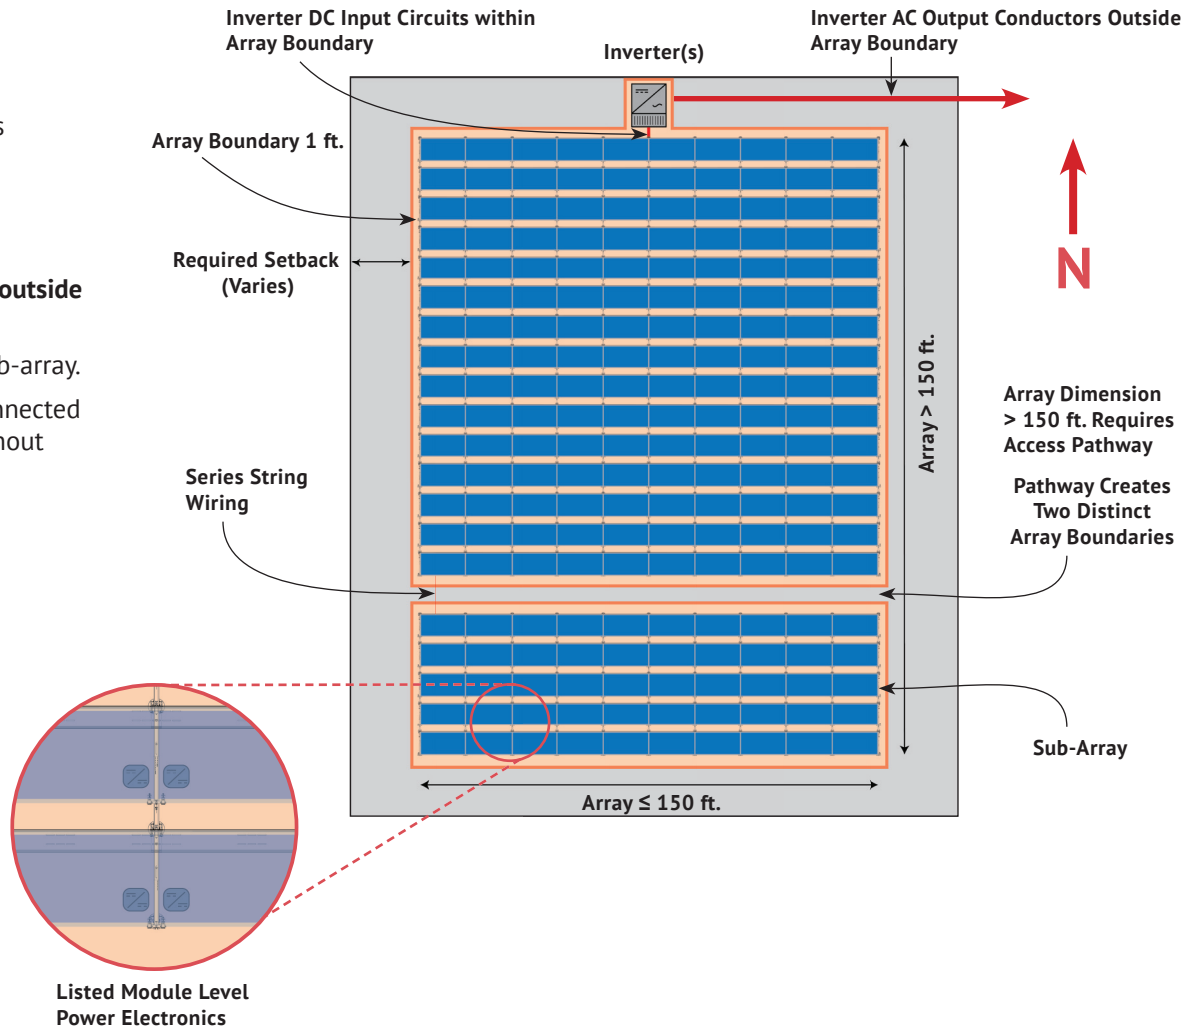 Inverter DC Input Circuits within
Array Boundary
Inverter(s)
Inverter AC Output Conductors Outside
Array Boundary
s
Array Boundary 1 ft.
Required Setback
(Varies)
N
outside
b-array.
nnected
hout
Array > 150 ft.
Array Dimension
> 150 ft. Requires
Access Pathway
Series String
Wiring
Pathway Creates
Two Distinct
Array Boundaries
Sub-Array
Array ≤ 150 ft.
Listed Module Level
Power Electronics